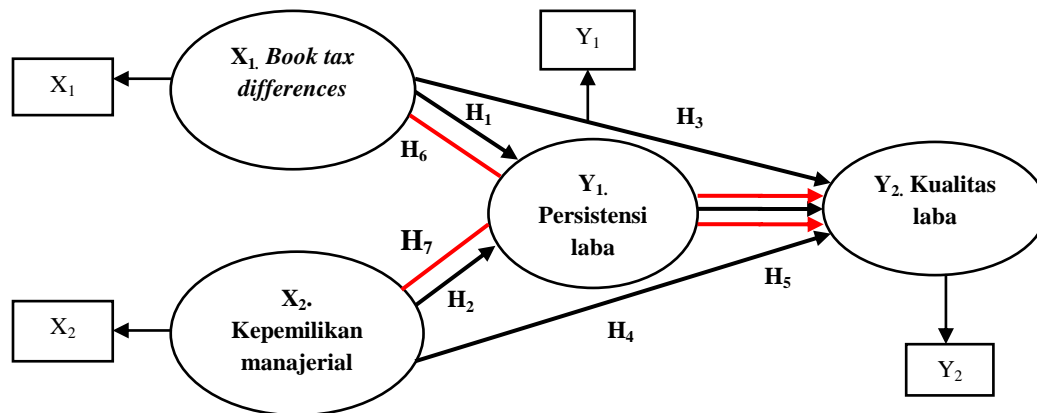 X₁
X₁. Book tax
differences
Y₁
H₁
H₃
H₆
Y₁.
Persistensi
laba
Y₂. Kualitas
laba
H₇
H₂
X₂
X₂.
Kepemilikan
manajerial
H₅
H₄
Y₂